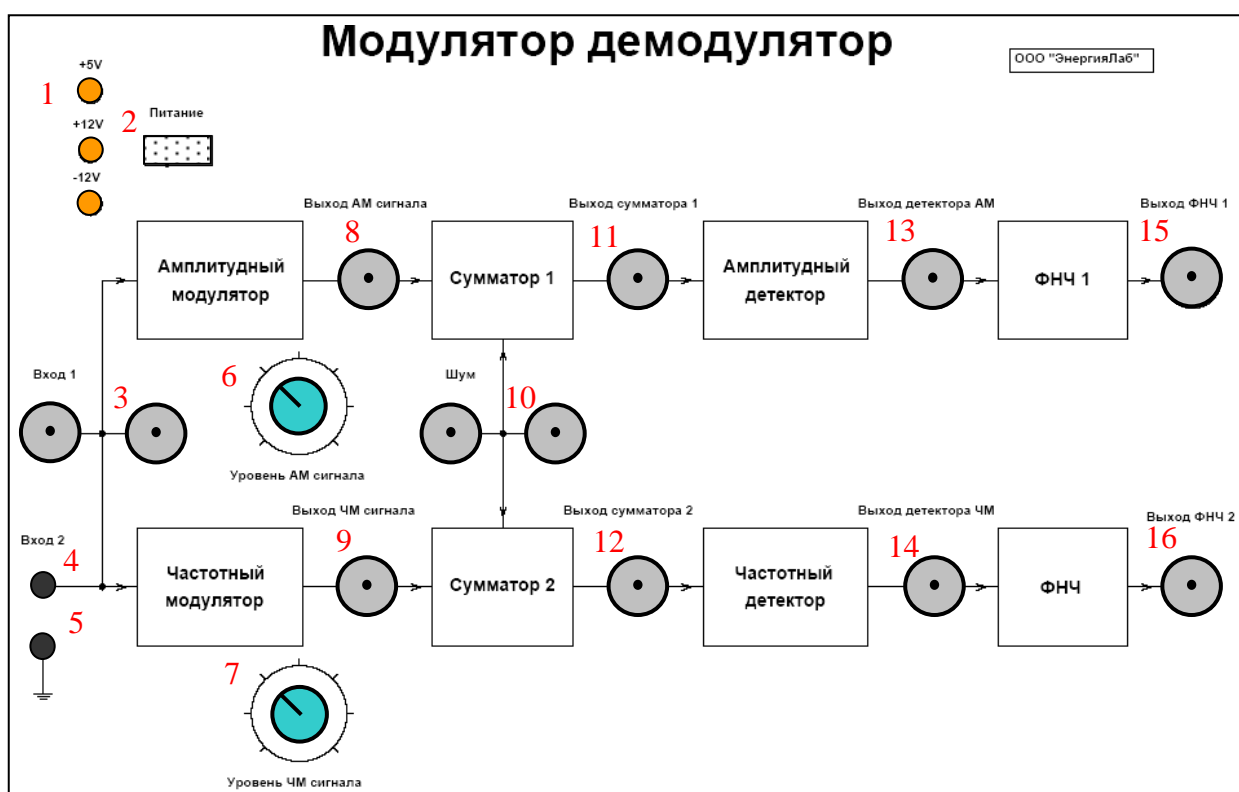 Модулятор демодулятор
ООО "ЭнергияЛаб"
+5V
1
+12V
2
Питание
-12V
Выход АМ сигнала
Выход сумматора 1
Выход детектора АМ
Выход ФНЧ 1
8
11
13
15
Амплитудный
модулятор
Сумматор 1
Амплитудный
детектор
ФНЧ 1
Вход 1
3
6
Уровень АМ сигнала
Шум
10
Вход 2
4
5
Выход ЧМ сигнала
Выход сумматора 2
Выход детектора ЧМ
Выход ФНЧ 2
9
12
14
16
Частотный
модулятор
Сумматор 2
Частотный
детектор
ФНЧ
7
Уровень ЧМ сигнала